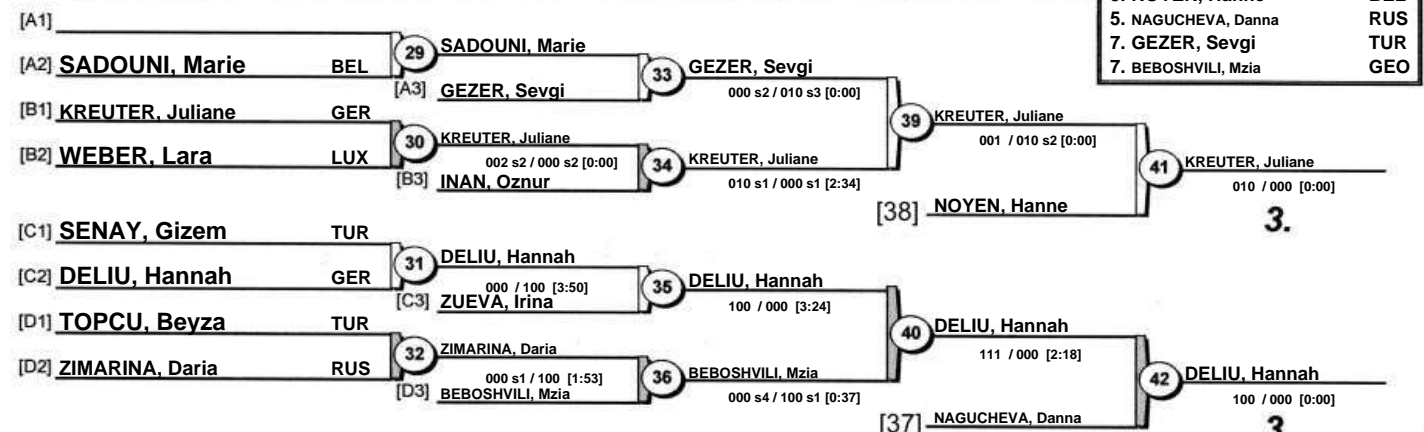 5. NAGUCHEVA, Danna RUS
7. GEZER, Sevgi TUR
7. BEBOSHVILI, Mzia GEO
[A1]
[A2] SADOUNI, Marie BEL
29 SADOUNI, Marie
[A3] GEZER, Sevgi
33 GEZER, Sevgi
000 s2 / 010 s3 [0:00]
[B1] KREUTER, Juliane GER
[B2] WEBER, Lara LUX
30 KREUTER, Juliane
002 s2 / 000 s2 [0:00]
[B3] INAN, Oznur
34 KREUTER, Juliane
010 s1 / 000 s1 [2:34]
39 KREUTER, Juliane
001 / 010 s2 [0:00]
[38] NOYEN, Hanne
41 KREUTER, Juliane
010 / 000 [0:00]
3.
[C1] SENAY, Gizem TUR
[C2] DELIU, Hannah GER
31 DELIU, Hannah
000 / 100 [3:50]
[C3] ZUEVA, Irina
35 DELIU, Hannah
100 / 000 [3:24]
[D1] TOPCU, Beyza TUR
[D2] ZIMARINA, Daria RUS
32 ZIMARINA, Daria
000 s1 / 100 [1:53]
[D3] BEBOSHVILI, Mzia
36 BEBOSHVILI, Mzia
000 s4 / 100 s1 [0:37]
40 DELIU, Hannah
111 / 000 [2:18]
[37] NAGUCHEVA, Danna
42 DELIU, Hannah
100 / 000 [0:00]
3